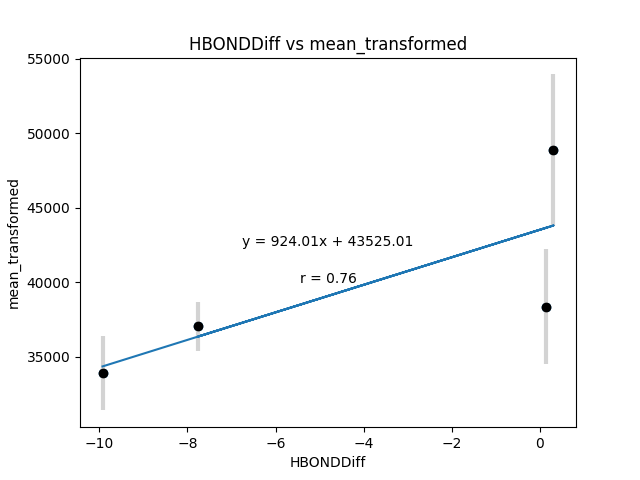 HBONDDiff vs mean_transformed
55000
50000
45000
40000
35000
mean_transformed
y = 924.01x + 43525.01
r = 0.76
−10
−8
−6
−4
−2
0
HBONDDiff